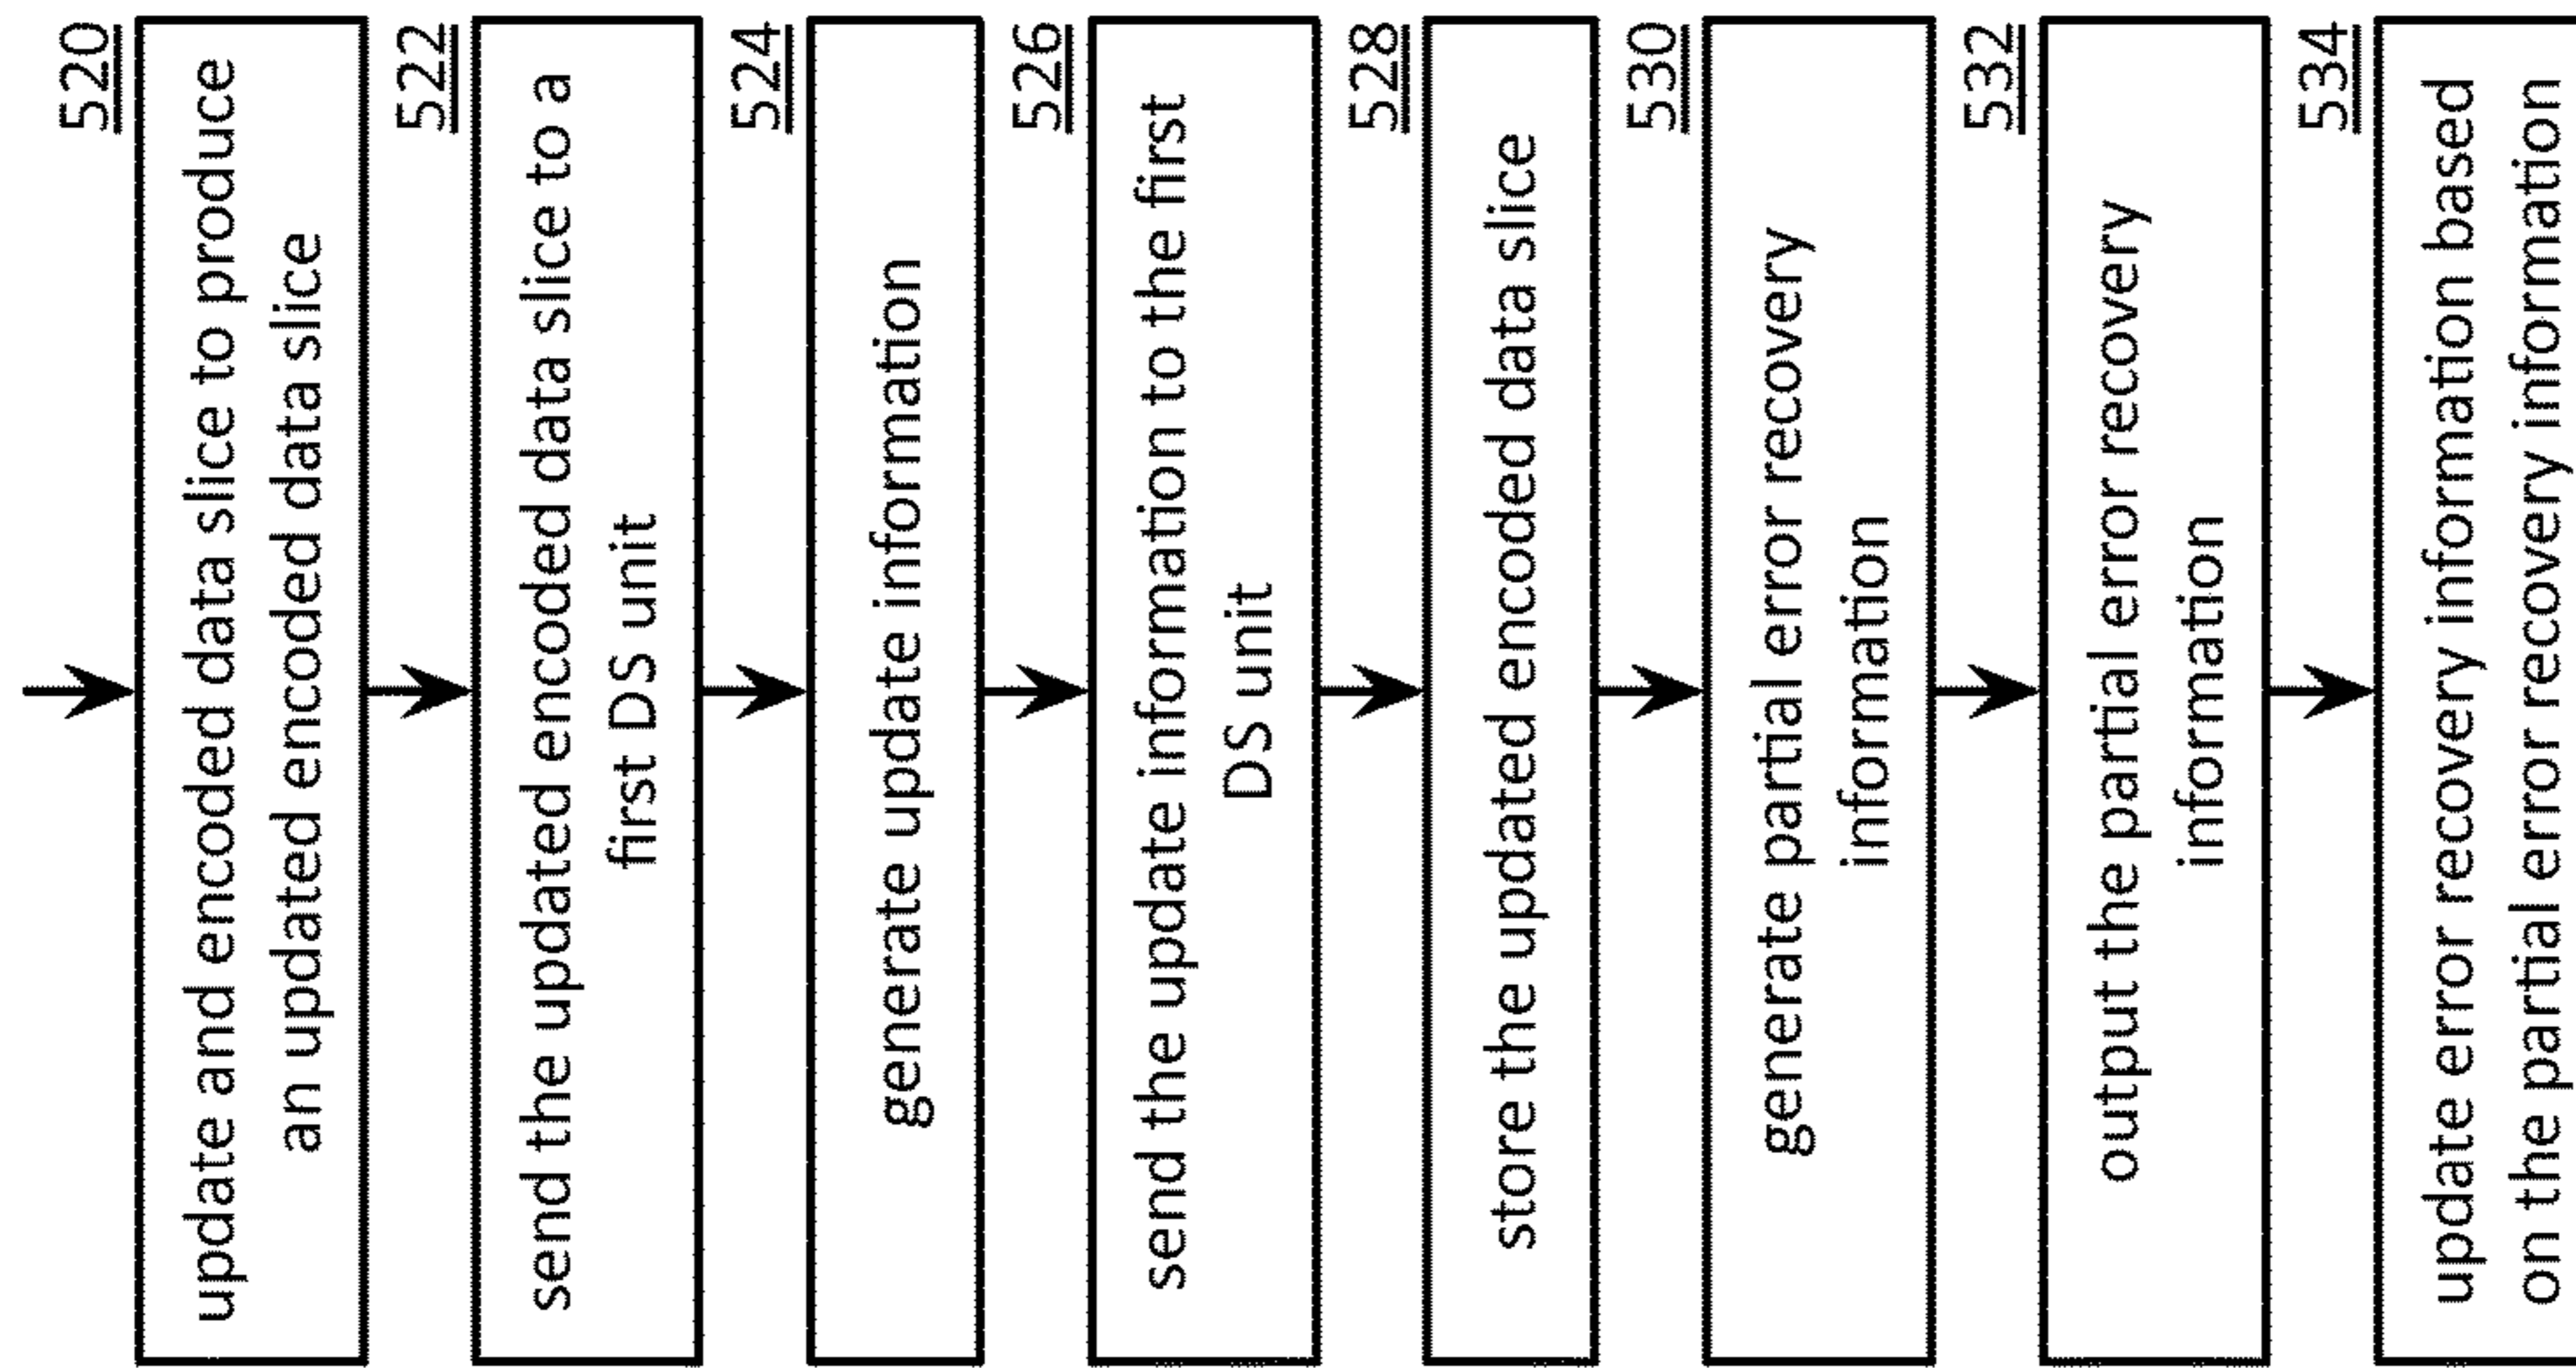 520
update and encoded data slice to produce
an updated encoded data slice
522
send the updated encoded data slice to a
first DS unit
524
generate update information
526
send the update information to the first
DS unit
528
store the updated encoded data slice
530
generate partial error recovery
information
532
output the partial error recovery
information
534
update error recovery information based
on the partial error recovery information